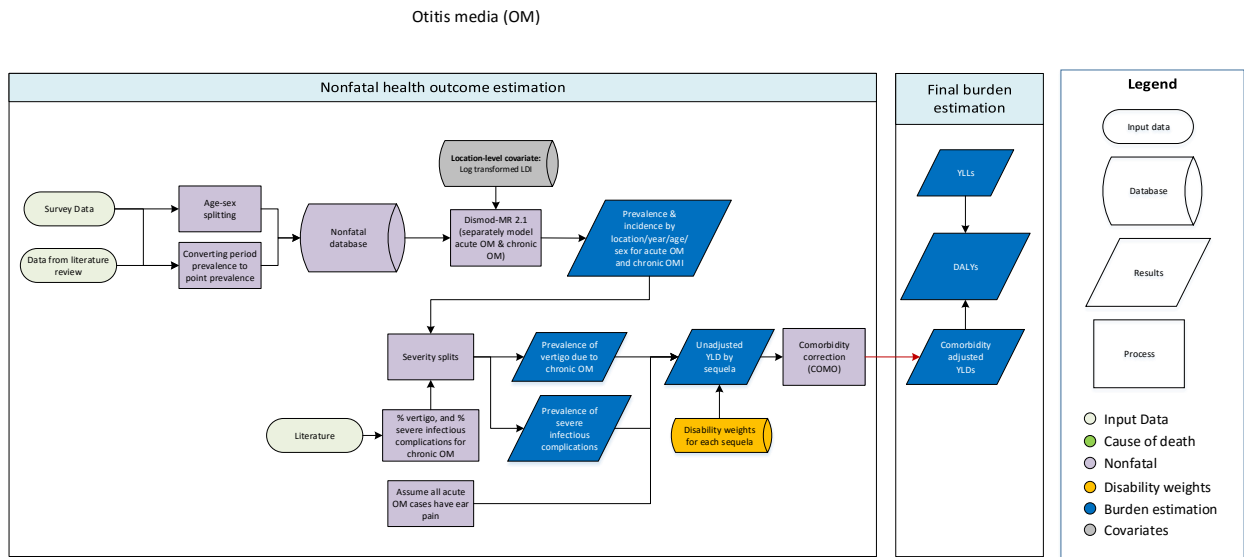 Otitis media (OM)
Nonfatal health outcome estimation
Final burden
estimation
Legend
Input data
Database
Results
Process
Input Data
Cause of death
Nonfatal
Disability weights
Burden estimation
Covariates
Location-level covariate:
Log transformed LDI
Survey Data
Age-sex
splitting
Data from literature
review
Converting period
prevalence to
point prevalence
Nonfatal
database
Dismod-MR 2.1
(separately model
acute OM & chronic
OM)
Prevalence &
incidence by
location/year/age/
sex for acute OM
and chronic OMI
Severity splits
Prevalence of
vertigo due to
chronic OM
Unadjusted
YLD by
sequela
Comorbidity
correction
(COMO)
Literature
% vertigo, and %
severe infectious
complications for
chronic OM
Prevalence of
severe
infectious
complications
Disability weights
for each sequela
Assume all acute
OM cases have ear
pain
YLLs
DALYs
Comorbidity
adjusted
YLDs